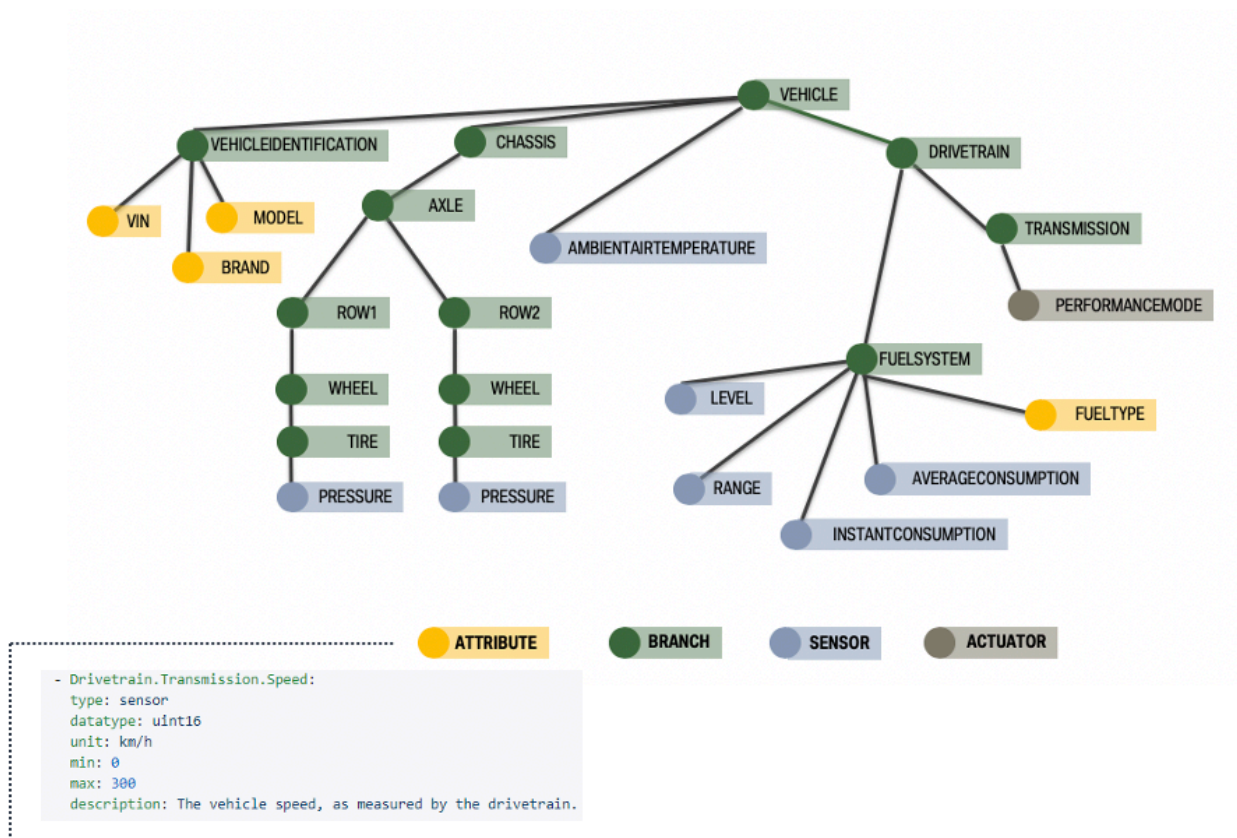 VEHICLE
VEHICLEIDENTIFICATION
CHASSIS
DRIVETRAIN
VIN
MODEL
AXLE
TRANSMISSION
BRAND
AMBIENTAIRTEMPERATURE
ROW1
ROW2
PERFORMANCEMODE
FUELSYSTEM
WHEEL
WHEEL
LEVEL
FUELTYPE
TIRE
TIRE
AVERAGECONSUMPTION
PRESSURE
PRESSURE
RANGE
INSTANTCONSUMPTION
ATTRIBUTE
BRANCH
SENSOR
ACTUATOR
- Drivetrain.Transmission.Speed:
type: sensor
datatype: uint16
unit: km/h
min: 0
max: 300
description: The vehicle speed, as measured by the drivetrain.